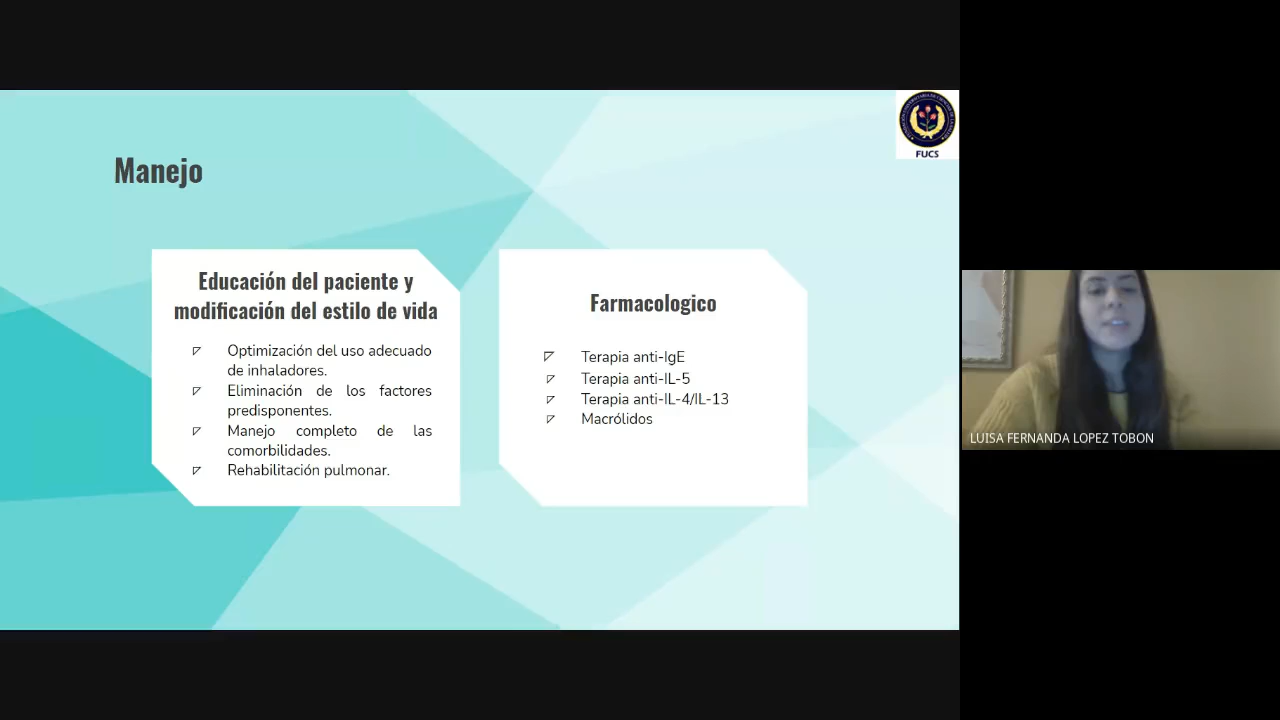 FUCS
Manejo
Educación del paciente y
modificación del estilo de vida
Optimización del uso adecuado
de inhaladores.
Eliminación de los factores
predisponentes.
Manejo completo de las
comorbilidades.
Rehabilitación pulmonar.
Farmacologico
Terapia anti-IgE
Terapia anti-IL-5
Terapia anti-IL-4/IL-13
Macrólidos
LUISA FERNANDA LOPEZ TOBON